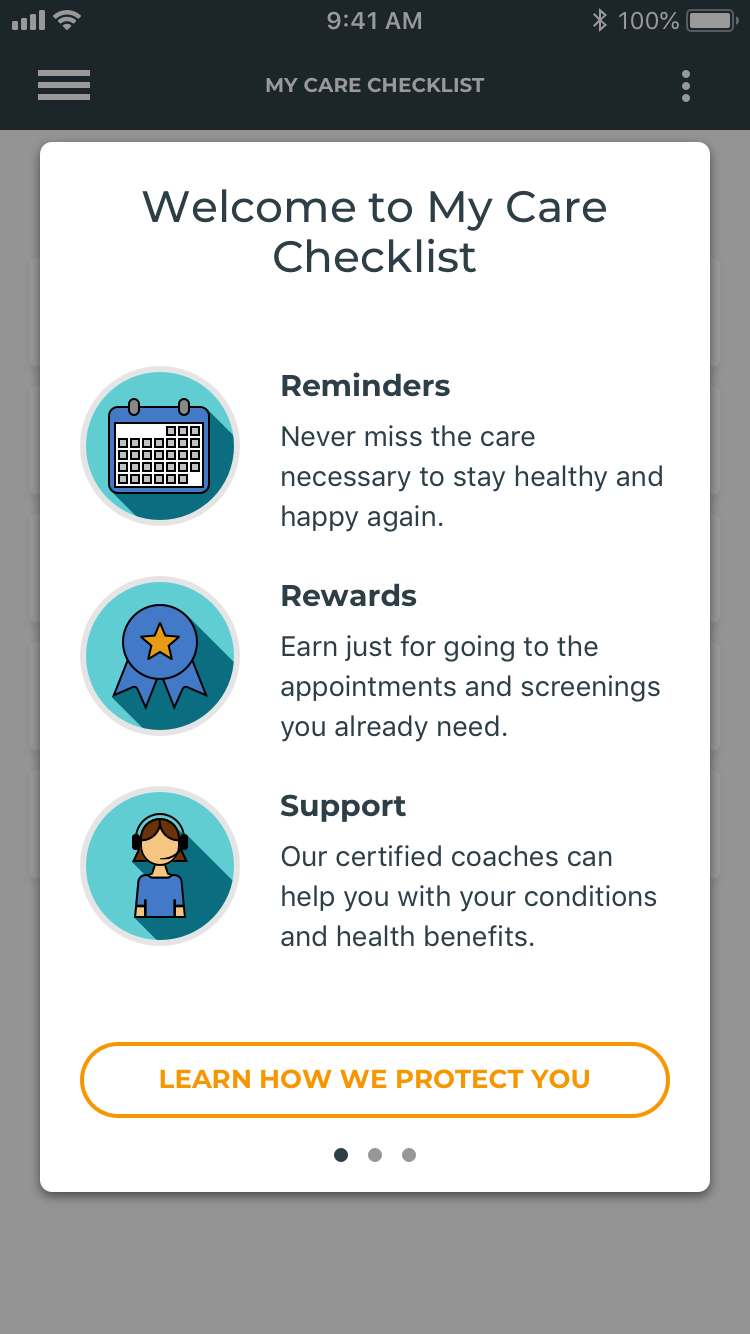 9:41 AM
100%
MY CARE CHECKLIST
Welcome to My Care
Checklist
Reminders
Never miss the care
necessary to stay healthy and
happy again.
Rewards
Earn just for going to the
appointments and screenings
you already need.
Support
Our certified coaches can
help you with your conditions
and health benefits.
LEARN HOW WE PROTECT YOU